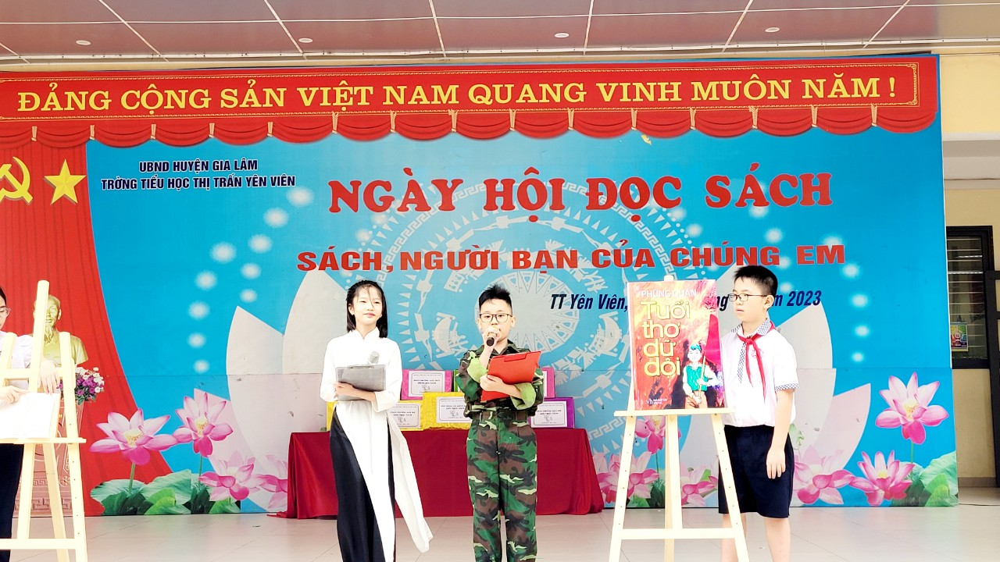 ĐẢNG CỘNG SẢN VIỆT NAM QUANG VINH MUÔN NĂM !
UBND HUYỆN GIA LÂM
TRỜNG TIỂU HỌC THỊ TRẤN YÊN VIÊN
NGÀY HỘI ĐỌC SÁCH
SÁCH, NGƯỜI BẠN CỦA CHÚNG EM
TT Yên Viên, 2023
PHÙNG QUÁN
Tuổi
thơ
dữ
dội